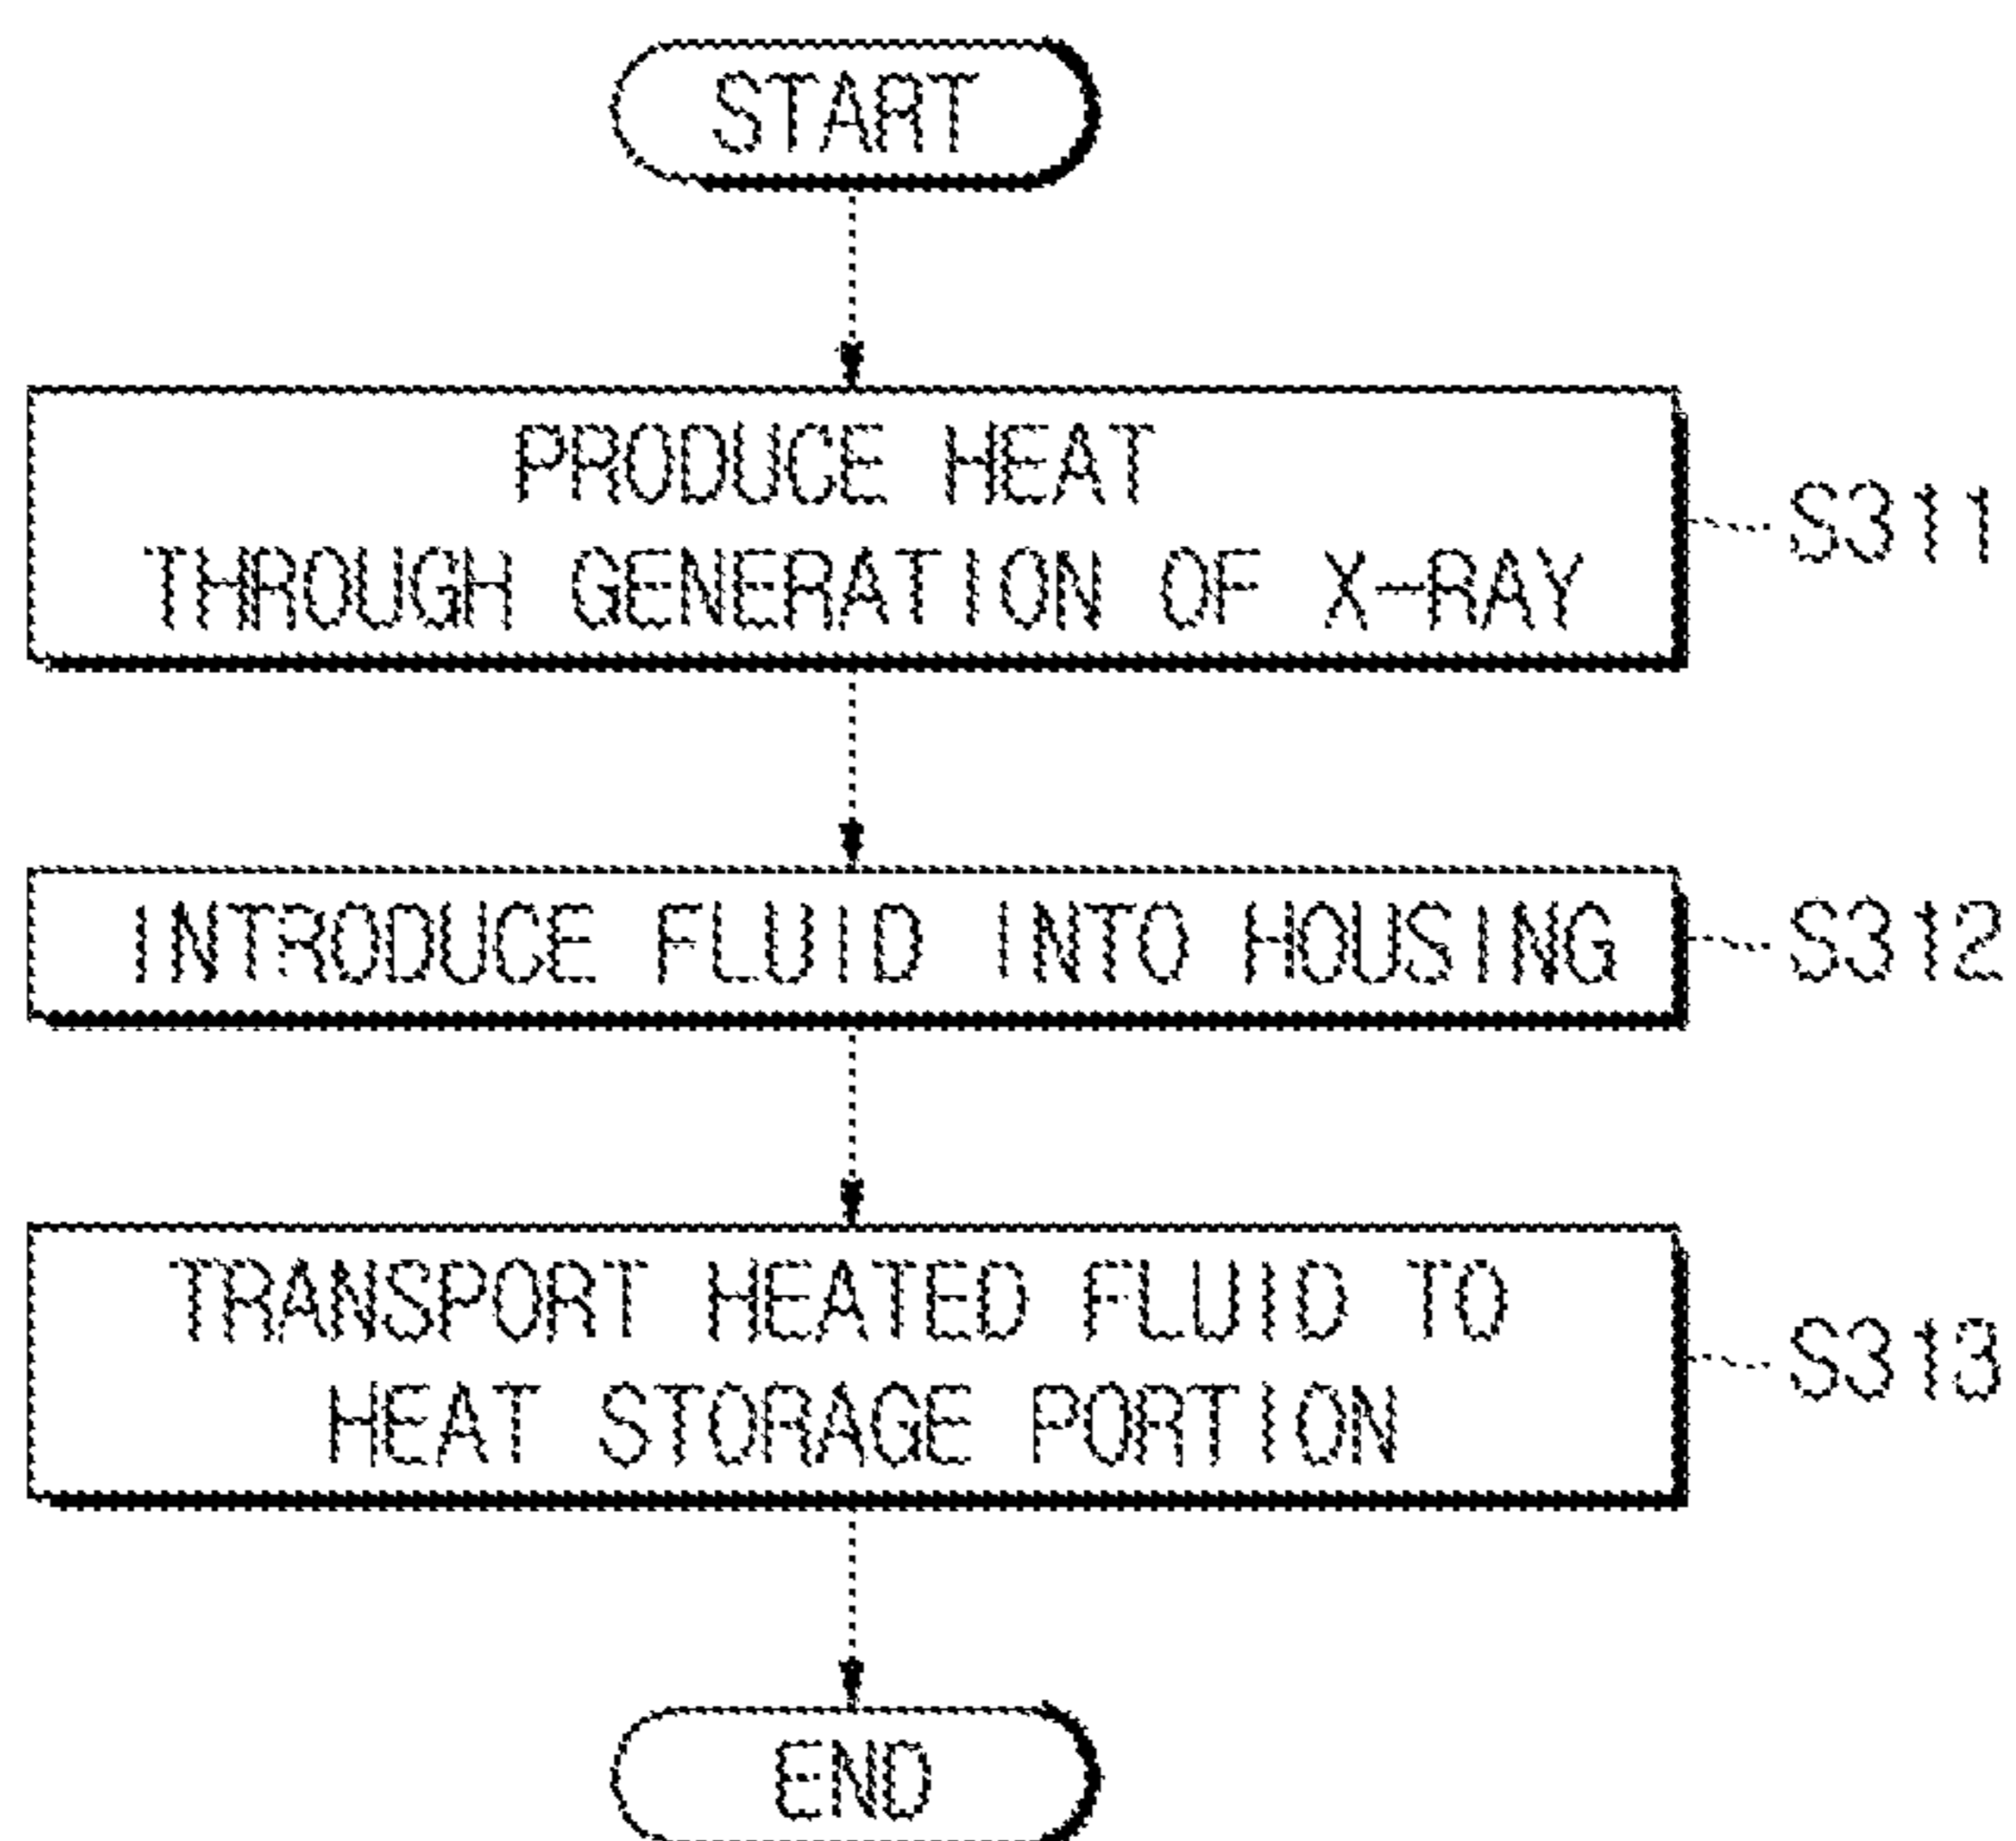 START
PRODUCE HEAT
THROUGH GENERATION OF X-RAY
S311
INTRODUCE FLUID INTO HOUSING
S312
TRANSPORT HEATED FLUID TO
HEAT STORAGE PORTION
S313
END